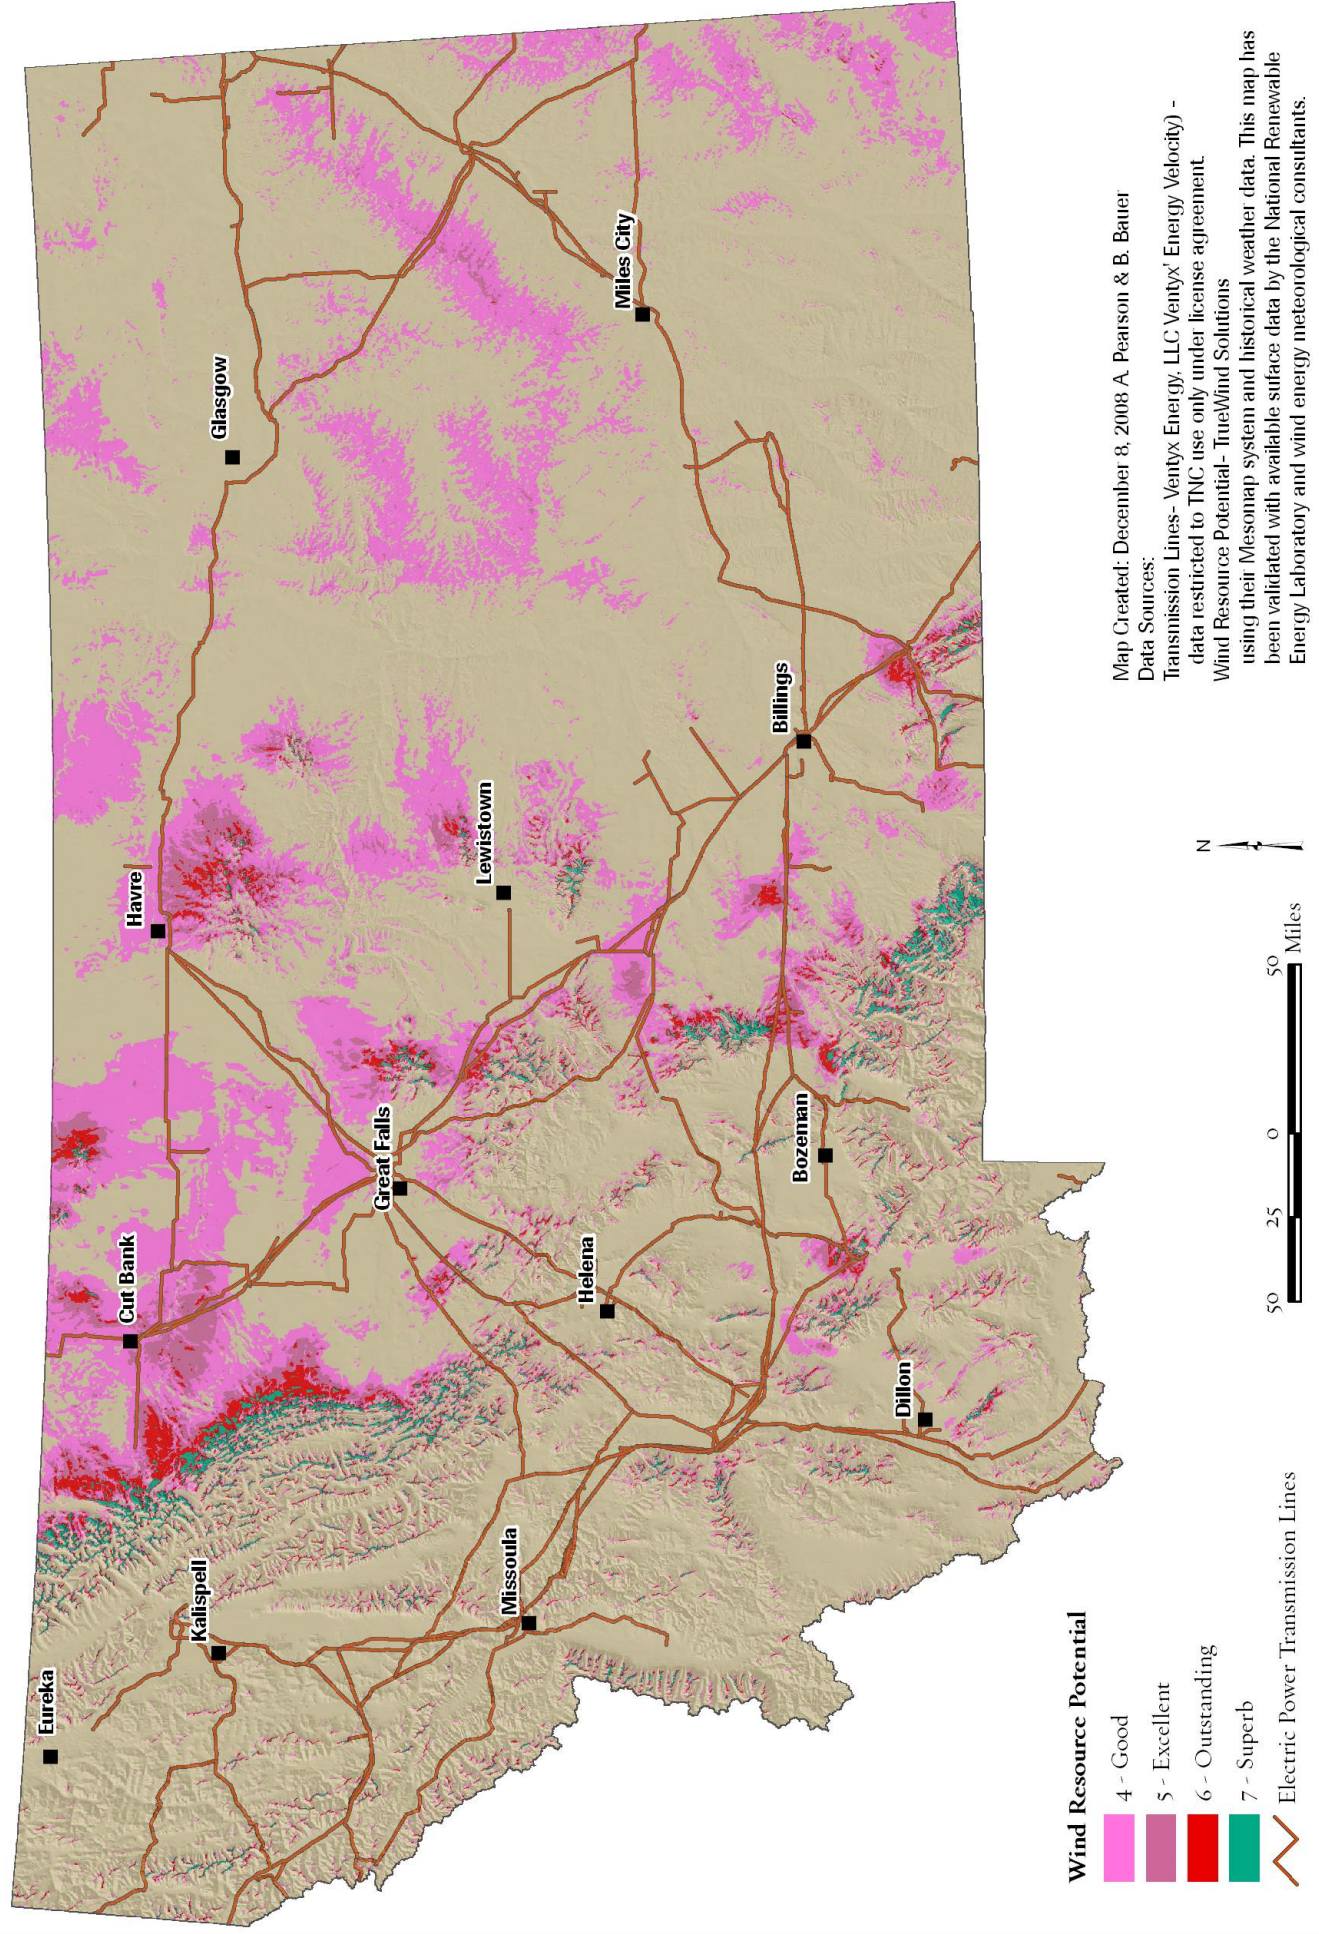 Eureka
Kalispell
Missoula
Cut Bank
Great Falls
Helena
Dillon
Bozeman
Havre
Lewistown
Billings
Glasgow
Miles City
Wind Resource Potential
4 - Good
5 - Excellent
6 - Outstanding
7 - Superb
Electric Power Transmission Lines
50 25 0 50
Miles
N
Map Created: December 8, 2008 A. Pearson & B. Bauer
Data Sources:
Transmission Lines- Ventyx Energy, LLC Ventyx' Energy Velocity) -
data restricted to TNC use only under license agreement.
Wind Resource Potential- TrueWind Solutions
using their Mesomap system and historical weather data. This map has
been validated with available suface data by the National Renewable
Energy Laboratory and wind energy meteorological consultants.